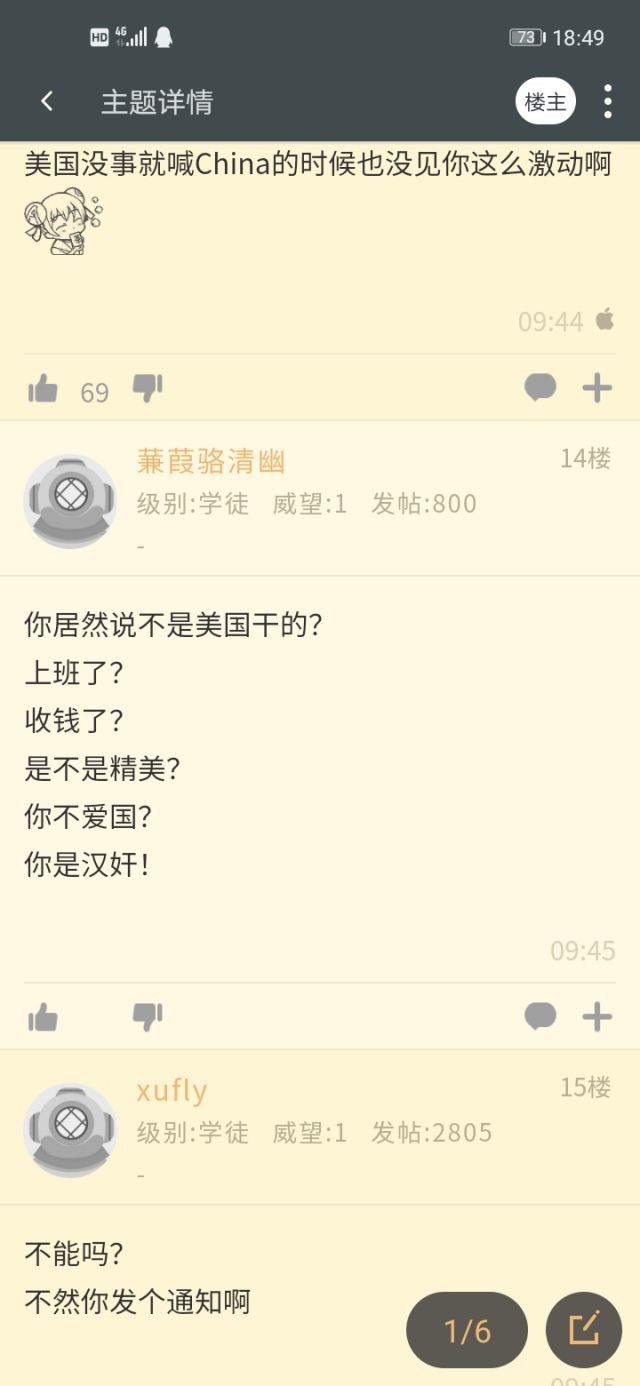 HD 4G 73 18:49
主题详情 楼主
美国没事就喊China的时候也没见你这么激动啊
09:44
69
蒹葭骆清幽 14楼
级别:学徒 威望:1 发帖:800
-
你居然说不是美国干的？
上班了？
收钱了？
是不是精美？
你不爱国？
你是汉奸！
09:45
xufly 15楼
级别:学徒 威望:1 发帖:2805
-
不能吗？
不然你发个通知啊
1/6
09:45